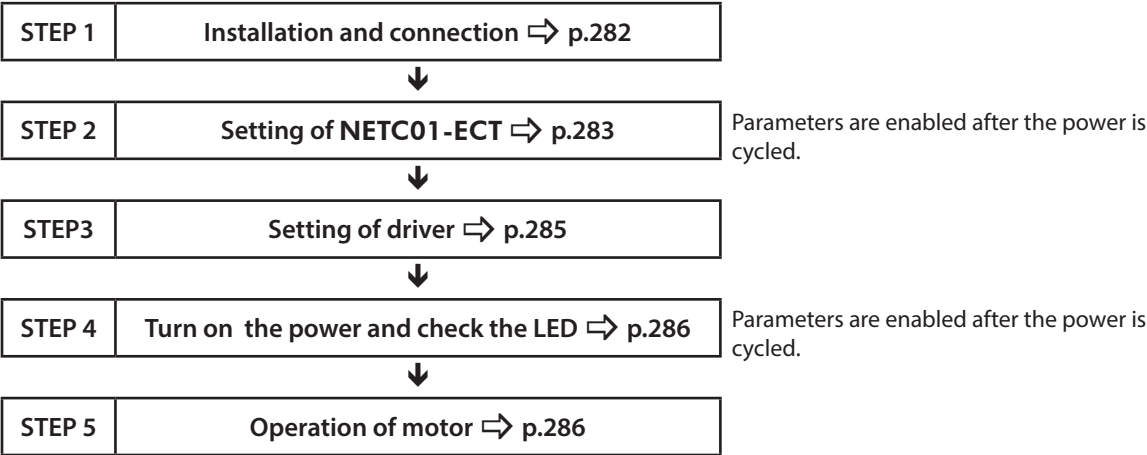 STEP 1 Installation and connection ⇨ p.282
STEP 2 Setting of NETC01-ECT ⇨ p.283
Parameters are enabled after the power is
cycled.
STEP3 Setting of driver ⇨ p.285
STEP 4 Turn on the power and check the LED ⇨ p.286
Parameters are enabled after the power is
cycled.
STEP 5 Operation of motor ⇨ p.286